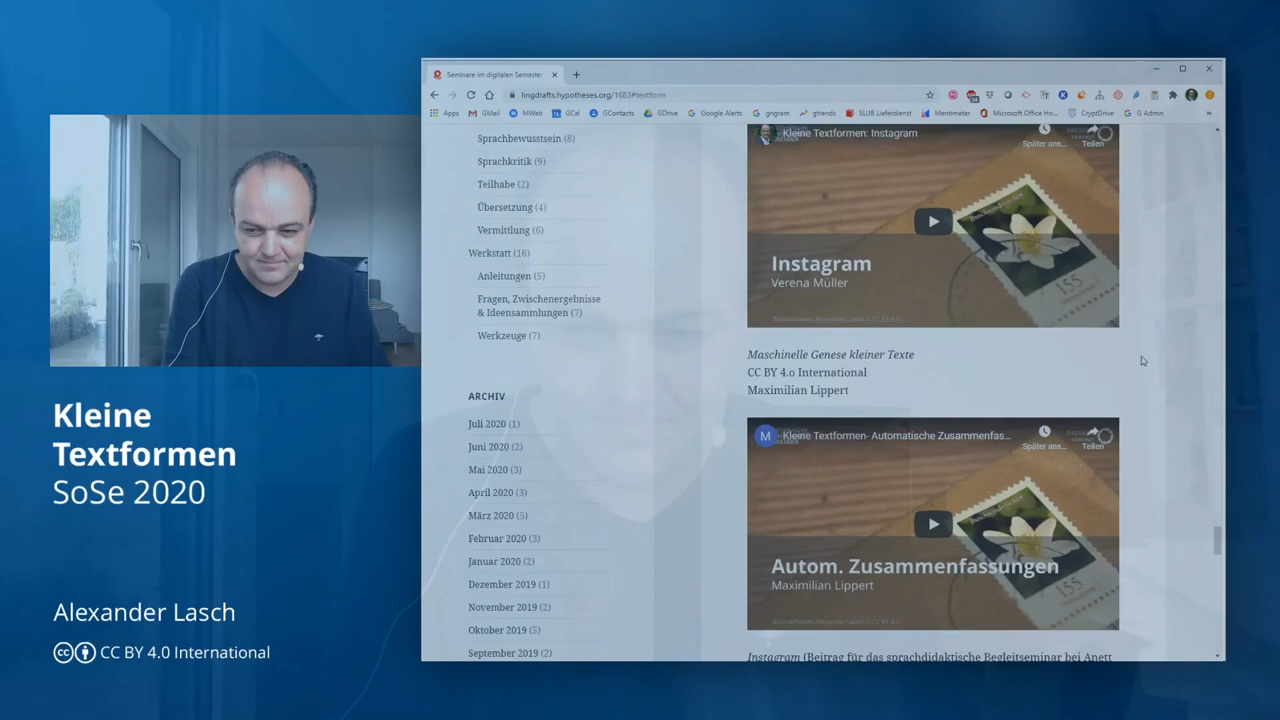 Kleine
Textformen
SoSe 2020
Alexander Lasch
CC BY 4.0 International
Seminare im digitalen Semester
lingdrafts.hypotheses.org/1683#textform
Apps GMail MWeb GCal GContacts GDrive Google Alerts gngram gtrends SLUB Lieferdienst Mentimeter Microsoft Office Ho... CryptDrive G Admin »
Sprachbewusstsein (8)
Sprachkritik (9)
Teilhabe (2)
Übersetzung (4)
Vermittlung (6)
Werkstatt (16)
Anleitungen (5)
Fragen, Zwischenergebnisse
& Ideensammlungen (7)
Werkzeuge (7)
ARCHIV
Juli 2020 (1)
Juni 2020 (2)
Mai 2020 (3)
April 2020 (3)
März 2020 (5)
Februar 2020 (3)
Januar 2020 (2)
Dezember 2019 (1)
November 2019 (2)
Oktober 2019 (5)
September 2019 (2)
Kleine Textformen: Instagram
Später ans...
Teilen
Buschwindröschen
155
Instagram
Verena Müller
Maschinelle Genese kleiner Texte
CC BY 4.0 International
Maximilian Lippert
M
Kleine Textformen- Automatische Zusammenfas...
Später ans...
Teilen
Buschwindröschen
155
Autom. Zusammenfassungen
Maximilian Lippert
Instagram (Beitrag für das sprachdidaktische Begleitseminar bei Anett